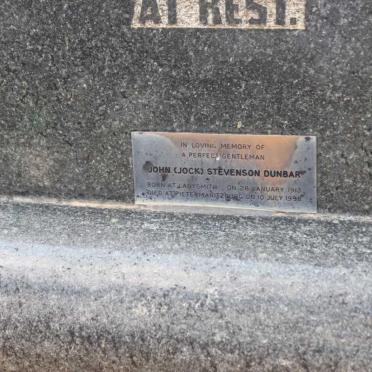 AT REST.
IN LOVING MEMORY OF
A PERFECT GENTLEMAN
JOHN (JOCK) STEVENSON DUNBAR
BORN AT LADYSMITH ON 28 JANUARY 1913
DIED AT PIETERMARITZBURG ON 10 JULY 1998